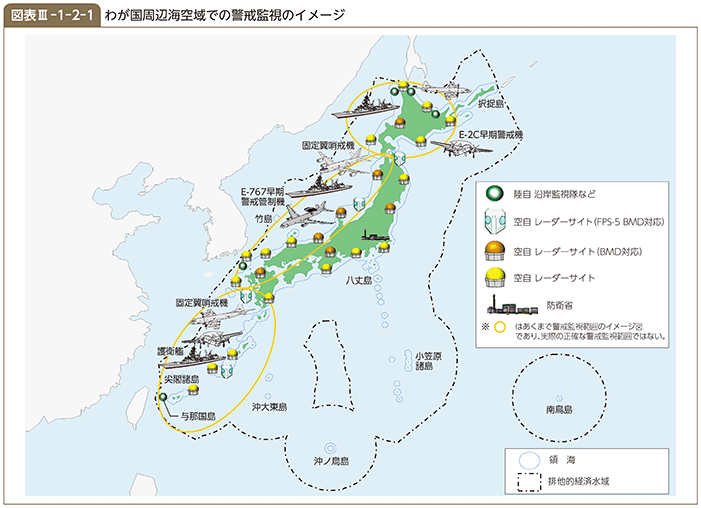 図表Ⅲ-1-2-1 わが国周辺海空域での警戒監視のイメージ
択捉島
E-2C早期警戒機
固定翼哨戒機
E-767早期
警戒管制機
竹島
八丈島
固定翼哨戒機
護衛艦
尖閣諸島
与那国島
沖大東島
沖ノ鳥島
小笠原
諸島
南鳥島
陸自 沿岸監視隊など
空自 レーダーサイト(FPS-5 BMD対応)
空自 レーダーサイト(BMD対応)
空自 レーダーサイト
防衛省
※ はあくまで警戒監視範囲のイメージ図
であり、実際の正確な警戒監視範囲ではない。
領 海
排他的経済水域